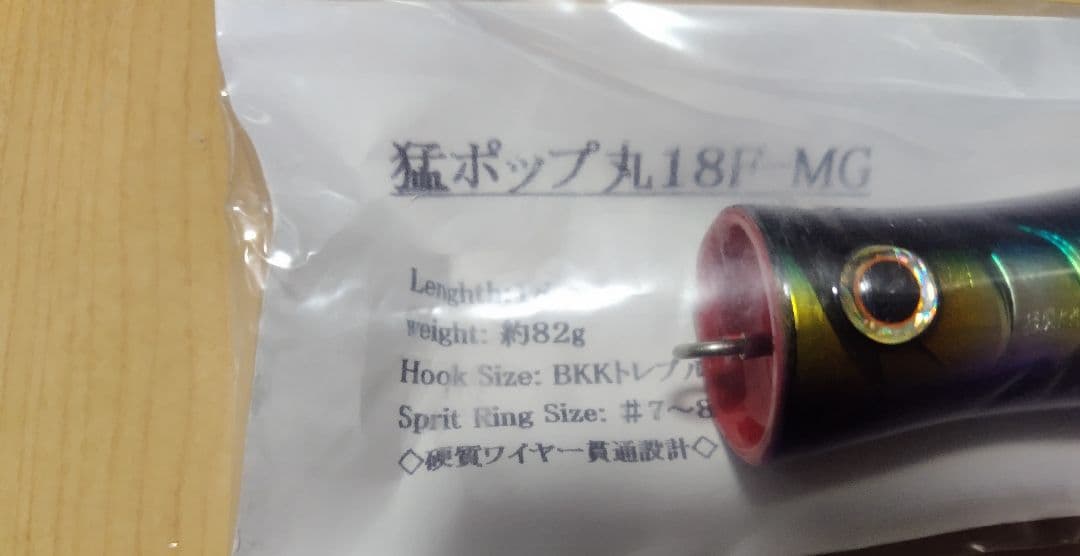 猛ポップ丸18F-MG
Lenghth:
weight: 約82g
Hook Size: BKKトレブル
Sprit Ring Size: #7〜8
◇硬質ワイヤー貫通設計◇